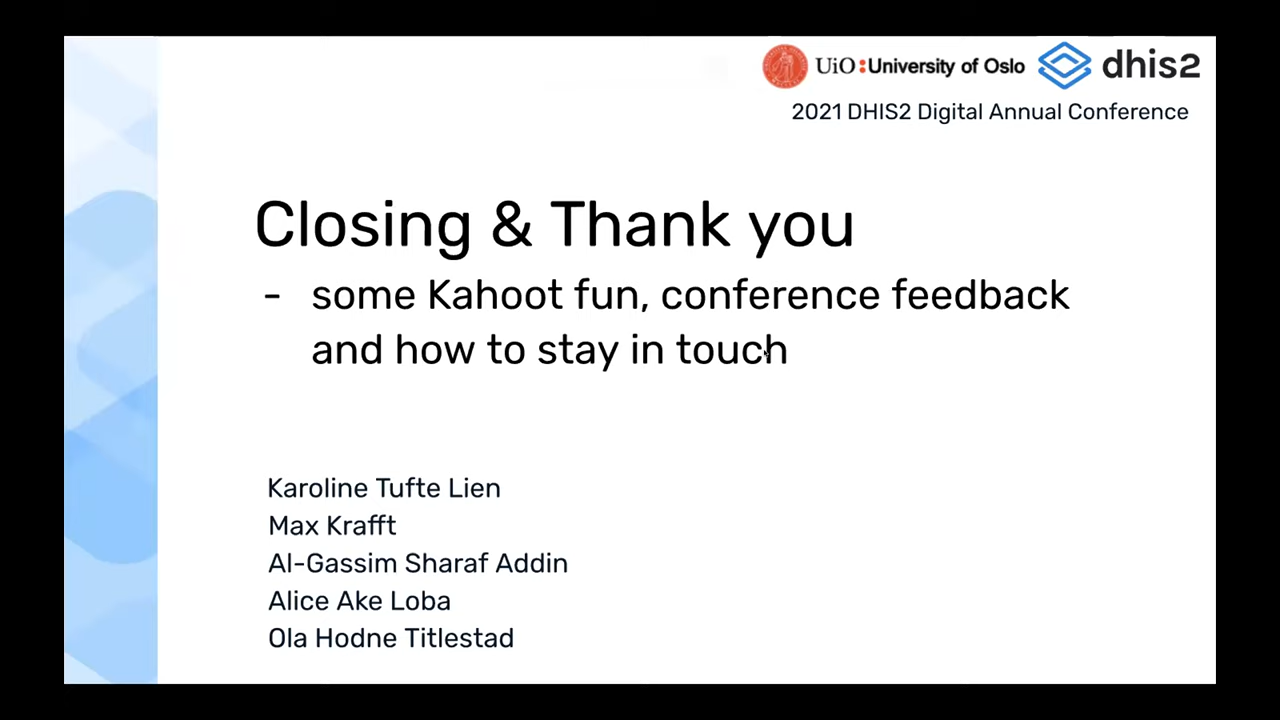 UiO:University of Oslo dhis2
2021 DHIS2 Digital Annual Conference
Closing & Thank you
- some Kahoot fun, conference feedback
and how to stay in touch
Karoline Tufte Lien
Max Krafft
Al-Gassim Sharaf Addin
Alice Ake Loba
Ola Hodne Titlestad